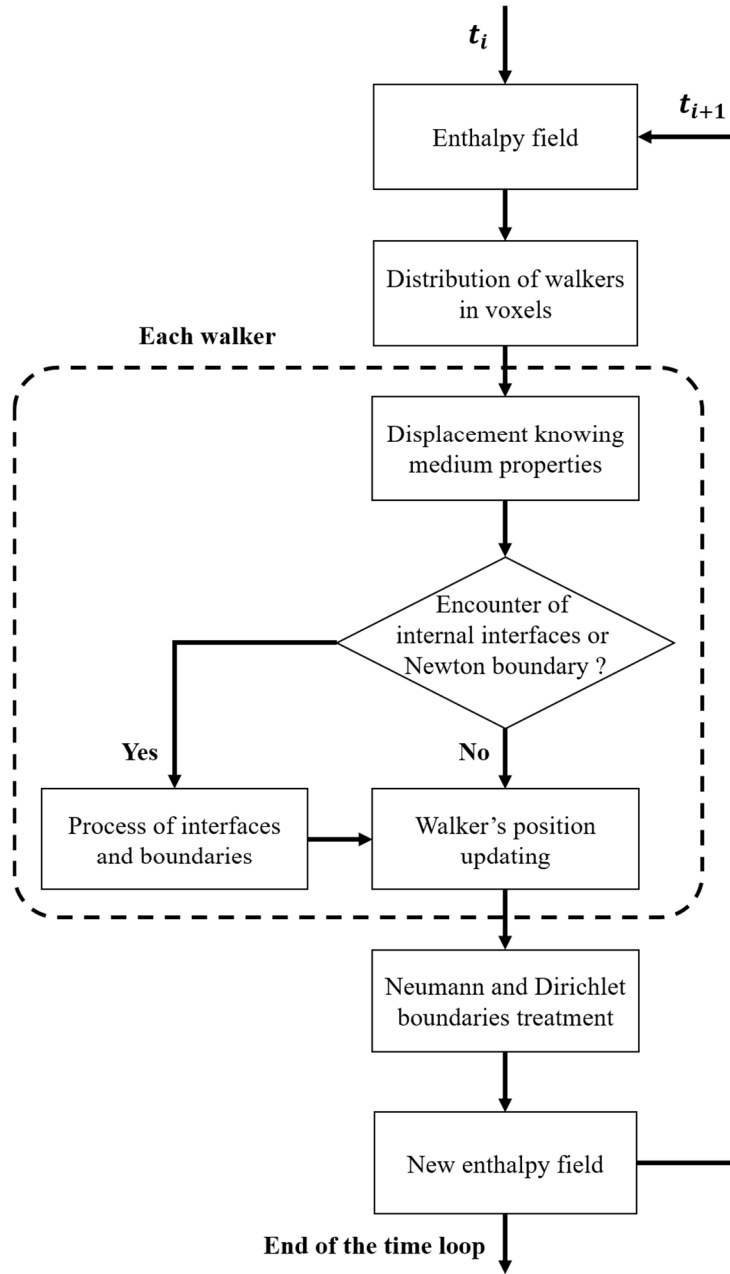 t_i
t_{i+1}
Enthalpy field
Distribution of walkers
in voxels
Each walker
Displacement knowing
medium properties
Encounter of
internal interfaces or
Newton boundary ?
Yes
No
Process of interfaces
and boundaries
Walker's position
updating
Neumann and Dirichlet
boundaries treatment
New enthalpy field
End of the time loop